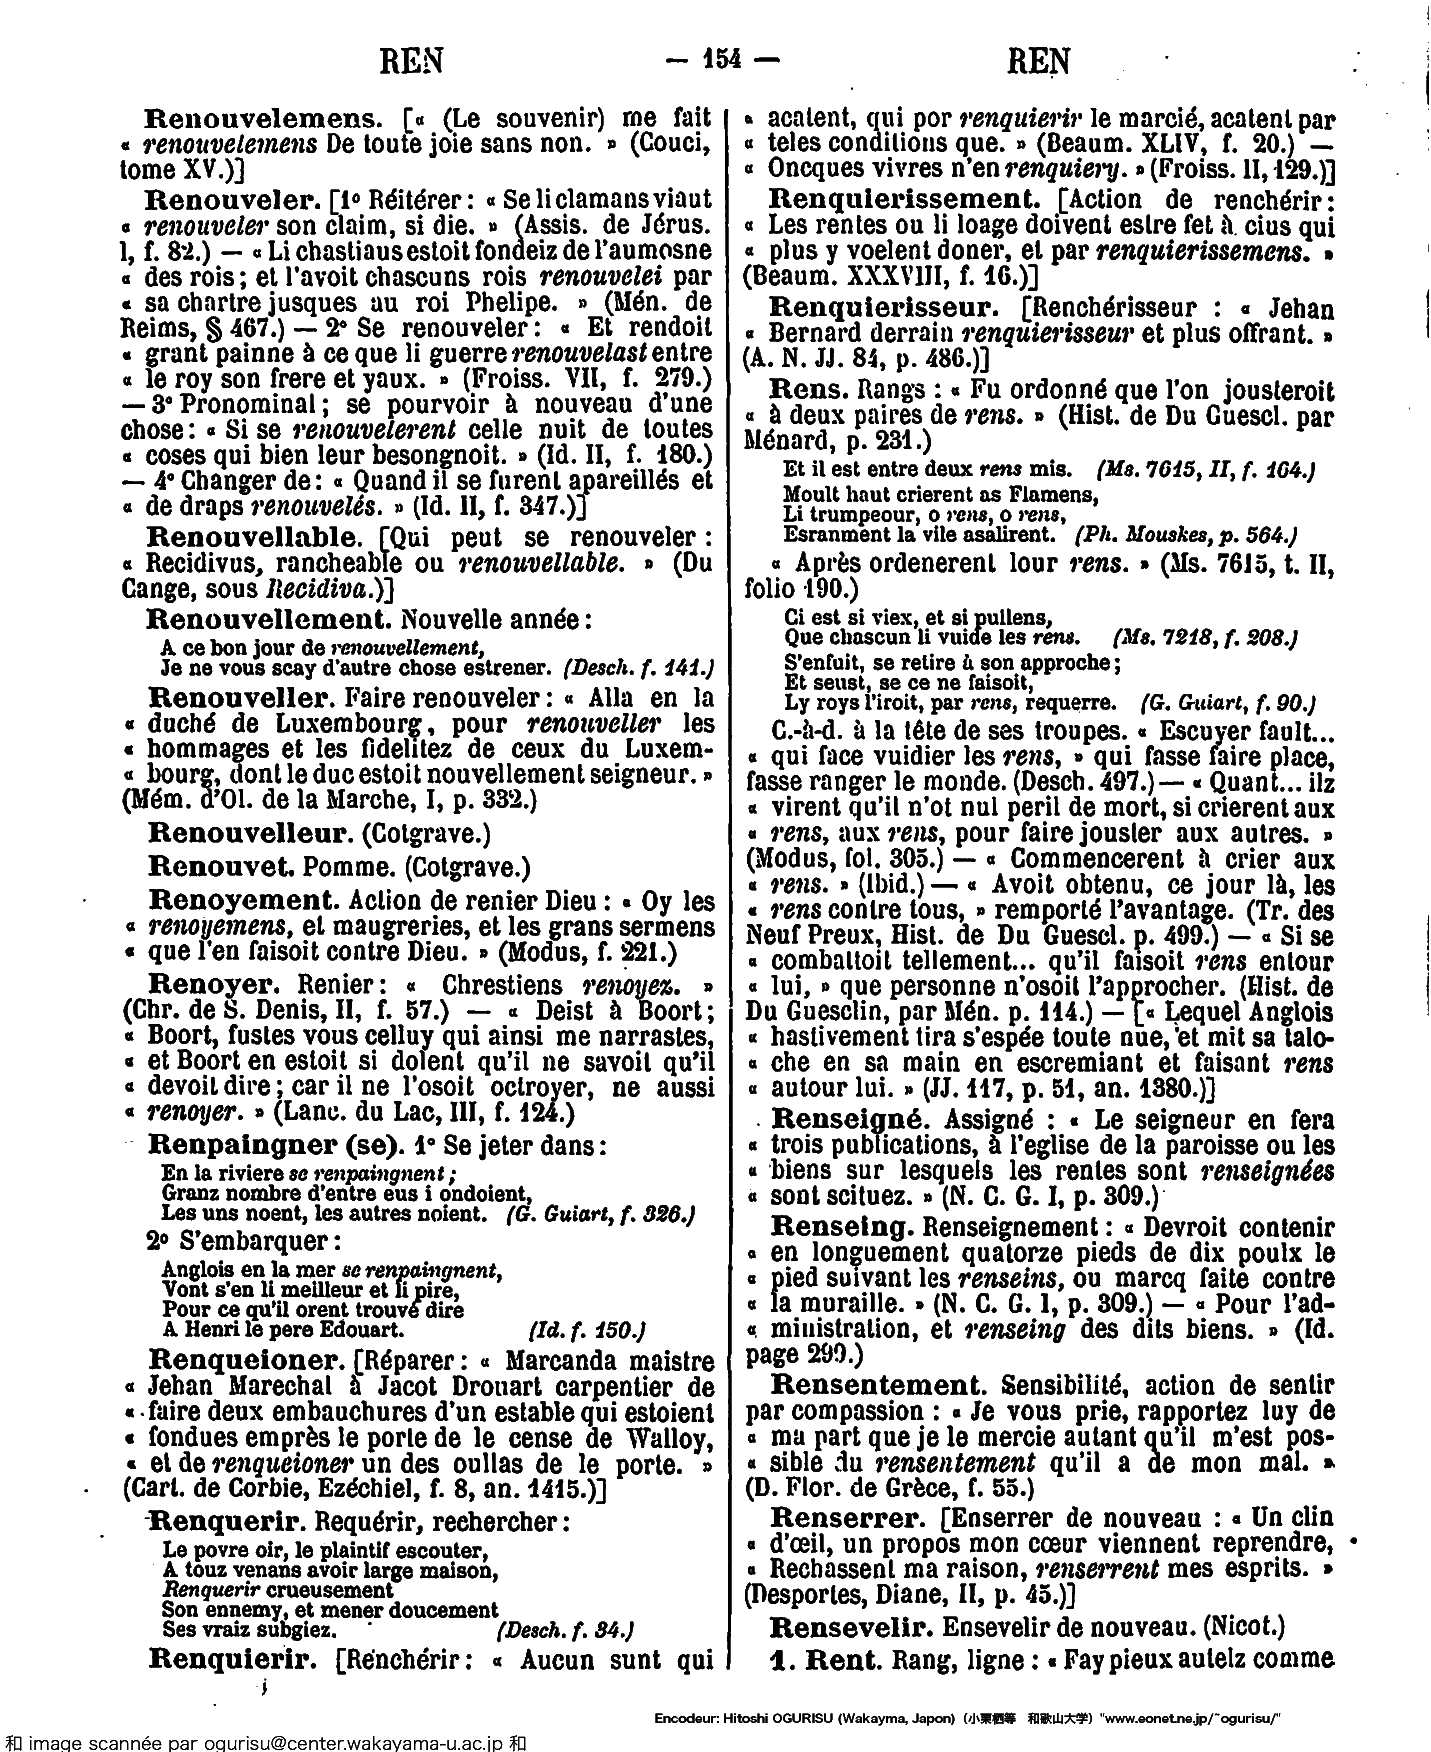 REN — 154 — REN
Renouvelemens. [« (Le souvenir) me fait
« renouvelemens De toute joie sans non. » (Couci,
tome XV.)]
Renouveler. [1º Réitérer : « Se li clamans viaut
« renouveler son claim, si die. » (Assis. de Jérus.
I, f. 82.) — « Li chastiaus estoit fondeiz de l'aumosne
« des rois ; et l'avoit chascuns rois renouvelei par
« sa chartre jusques au roi Phelipe. » (Mén. de
Reims, § 467.) — 2º Se renouveler : « Et rendoit
« grant painne à ce que li guerre renouvelast entre
« le roy son frere et yaux. » (Froiss. VII, f. 279.)
— 3º Pronominal ; se pourvoir à nouveau d'une
chose : « Si se renouvelerent celle nuit de toutes
« coses qui bien leur besongnoit. » (Id. II, f. 180.)
— 4º Changer de : « Quand il se furent apareillés et
« de draps renouvelés. » (Id. II, f. 347.)]
Renouvellable. [Qui peut se renouveler :
« Recidivus, rancheable ou renouvellable. » (Du
Cange, sous Recidiva.)]
Renouvellement. Nouvelle année :
A ce bon jour de renouvellement,
Je ne vous scay d'autre chose estrener. (Desch. f. 141.)
Renouveller. Faire renouveler : « Alla en la
« duché de Luxembourg, pour renouveller les
« hommages et les fidelitez de ceux du Luxem-
« bourg, dont le duc estoit nouvellement seigneur. »
(Mém. d'Ol. de la Marche, I, p. 332.)
Renouvelleur. (Cotgrave.)
Renouvet. Pomme. (Cotgrave.)
Renoyement. Action de renier Dieu : « Oy les
« renoyemens, et maugreries, et les grans sermens
« que l'en faisoit contre Dieu. » (Modus, f. 221.)
Renoyer. Renier : « Chrestiens renoyez. »
(Chr. de S. Denis, II, f. 57.) — « Deist à Boort ;
« Boort, fustes vous celluy qui ainsi me narrastes,
« et Boort en estoit si dolent qu'il ne savoit qu'il
« devoit dire ; car il ne l'osoit octroyer, ne aussi
« renoyer. » (Lanc. du Lac, III, f. 124.)
Renpaingner (se). 1º Se jeter dans :
En la riviere se renpaingnent ;
Granz nombre d'entre eus i ondoient,
Les uns noent, les autres noient. (G. Guiart, f. 326.)
2º S'embarquer :
Anglois en la mer se renpaingnent,
Vont s'en li meilleur et li pire,
Pour ce qu'il orent trouvé dire
A Henri le pere Edouart. (Id. f. 150.)
Renqueioner. [Réparer : « Marcanda maistre
« Jehan Marechal à Jacot Drouart carpentier de
« faire deux embauchures d'un estable qui estoient
« fondues emprès le porte de le cense de Walloy,
« et de renqueioner un des oullas de le porte. »
(Cart. de Corbie, Ezéchiel, f. 8, an. 1415.)]
Renquerir. Requérir, rechercher :
Le povre oir, le plaintif escouter,
A touz venans avoir large maison,
Renquerir crueusement
Son ennemy, et mener doucement
Ses vraiz subgiez. (Desch. f. 34.)
Renquierir. [Renchérir : « Aucun sunt qui
« acatent, qui por renquierir le marcié, acatent par
« teles conditions que. » (Beaum. XLIV, f. 20.) —
« Oncques vivres n'en renquiery. » (Froiss. II, 129.)]
Renquierissement. [Action de renchérir :
« Les rentes ou li loage doivent estre fet à cius qui
« plus y voelent doner, et par renquierissemens. »
(Beaum. XXXVIII, f. 16.)]
Renquierisseur. [Renchérisseur : « Jehan
« Bernard derrain renquierisseur et plus offrant. »
(A. N. JJ. 84, p. 486.)]
Rens. Rangs : « Fu ordonné que l'on jousteroit
« à deux paires de rens. » (Hist. de Du Guescl. par
Ménard, p. 231.)
Et il est entre deux rens mis. (Ms. 7615, II, f. 164.)
Moult haut crierent as Flamens,
Li trumpeour, o rens, o rens,
Esranment la vile asalirent. (Ph. Mouskes, p. 564.)
« Après ordenerent lour rens. » (Ms. 7615, t. II,
folio 190.)
Ci est si viex, et si pullens,
Que chascun li vuide les rens. (Ms. 7218, f. 208.)
S'enfuit, se retire à son approche ;
Et seust, se ce ne faisoit,
Ly roys l'iroit, par rens, requerre. (G. Guiart, f. 90.)
C.-à-d. à la tête de ses troupes. « Escuyer fault...
« qui face vuidier les rens, » qui fasse faire place,
fasse ranger le monde. (Desch. 497.) — « Quant... ilz
« virent qu'il n'ot nul peril de mort, si crierent aux
« rens, aux rens, pour faire jouster aux autres. »
(Modus, fol. 305.) — « Commencerent à crier aux
« rens. » (Ibid.) — « Avoit obtenu, ce jour là, les
« rens contre tous, » remporté l'avantage. (Tr. des
Neuf Preux, Hist. de Du Guescl. p. 499.) — « Si se
« combattoit tellement... qu'il faisoit rens entour
« lui, » que personne n'osoit l'approcher. (Hist. de
Du Guesclin, par Mén. p. 114.) — [« Lequel Anglois
« hastivement tira s'espée toute nue, et mit sa talo-
« che en sa main en escremiant et faisant rens
« autour lui. » (JJ. 117, p. 51, an. 1380.)]
Renseigné. Assigné : « Le seigneur en fera
« trois publications, à l'eglise de la paroisse ou les
« biens sur lesquels les rentes sont renseignées
« sont scituez. » (N. C. G. I, p. 309.)
Renseing. Renseignement : « Devroit contenir
« en longuement quatorze pieds de dix poulx le
« pied suivant les renseins, ou marcq faite contre
« la muraille. » (N. C. G. I, p. 309.) — « Pour l'ad-
« ministration, et renseing des dits biens. » (Id.
page 299.)
Rensentement. Sensibilité, action de sentir
par compassion : « Je vous prie, rapportez luy de
« ma part que je le mercie autant qu'il m'est pos-
« sible du rensentement qu'il a de mon mal. »
(D. Flor. de Grèce, f. 55.)
Renserrer. [Enserrer de nouveau : « Un clin
« d'œil, un propos mon cœur viennent reprendre,
« Rechassent ma raison, renserrent mes esprits. »
(Desportes, Diane, II, p. 45.)]
Rensevelir. Ensevelir de nouveau. (Nicot.)
1. Rent. Rang, ligne : « Fay pieux autelz comme
Encodeur: Hitoshi OGURISU (Wakayma, Japon) (小栗栖等 和歌山大学) "www.eonet.ne.jp/~ogurisu/"
和 image scannée par ogurisu@center.wakayama-u.ac.jp 和